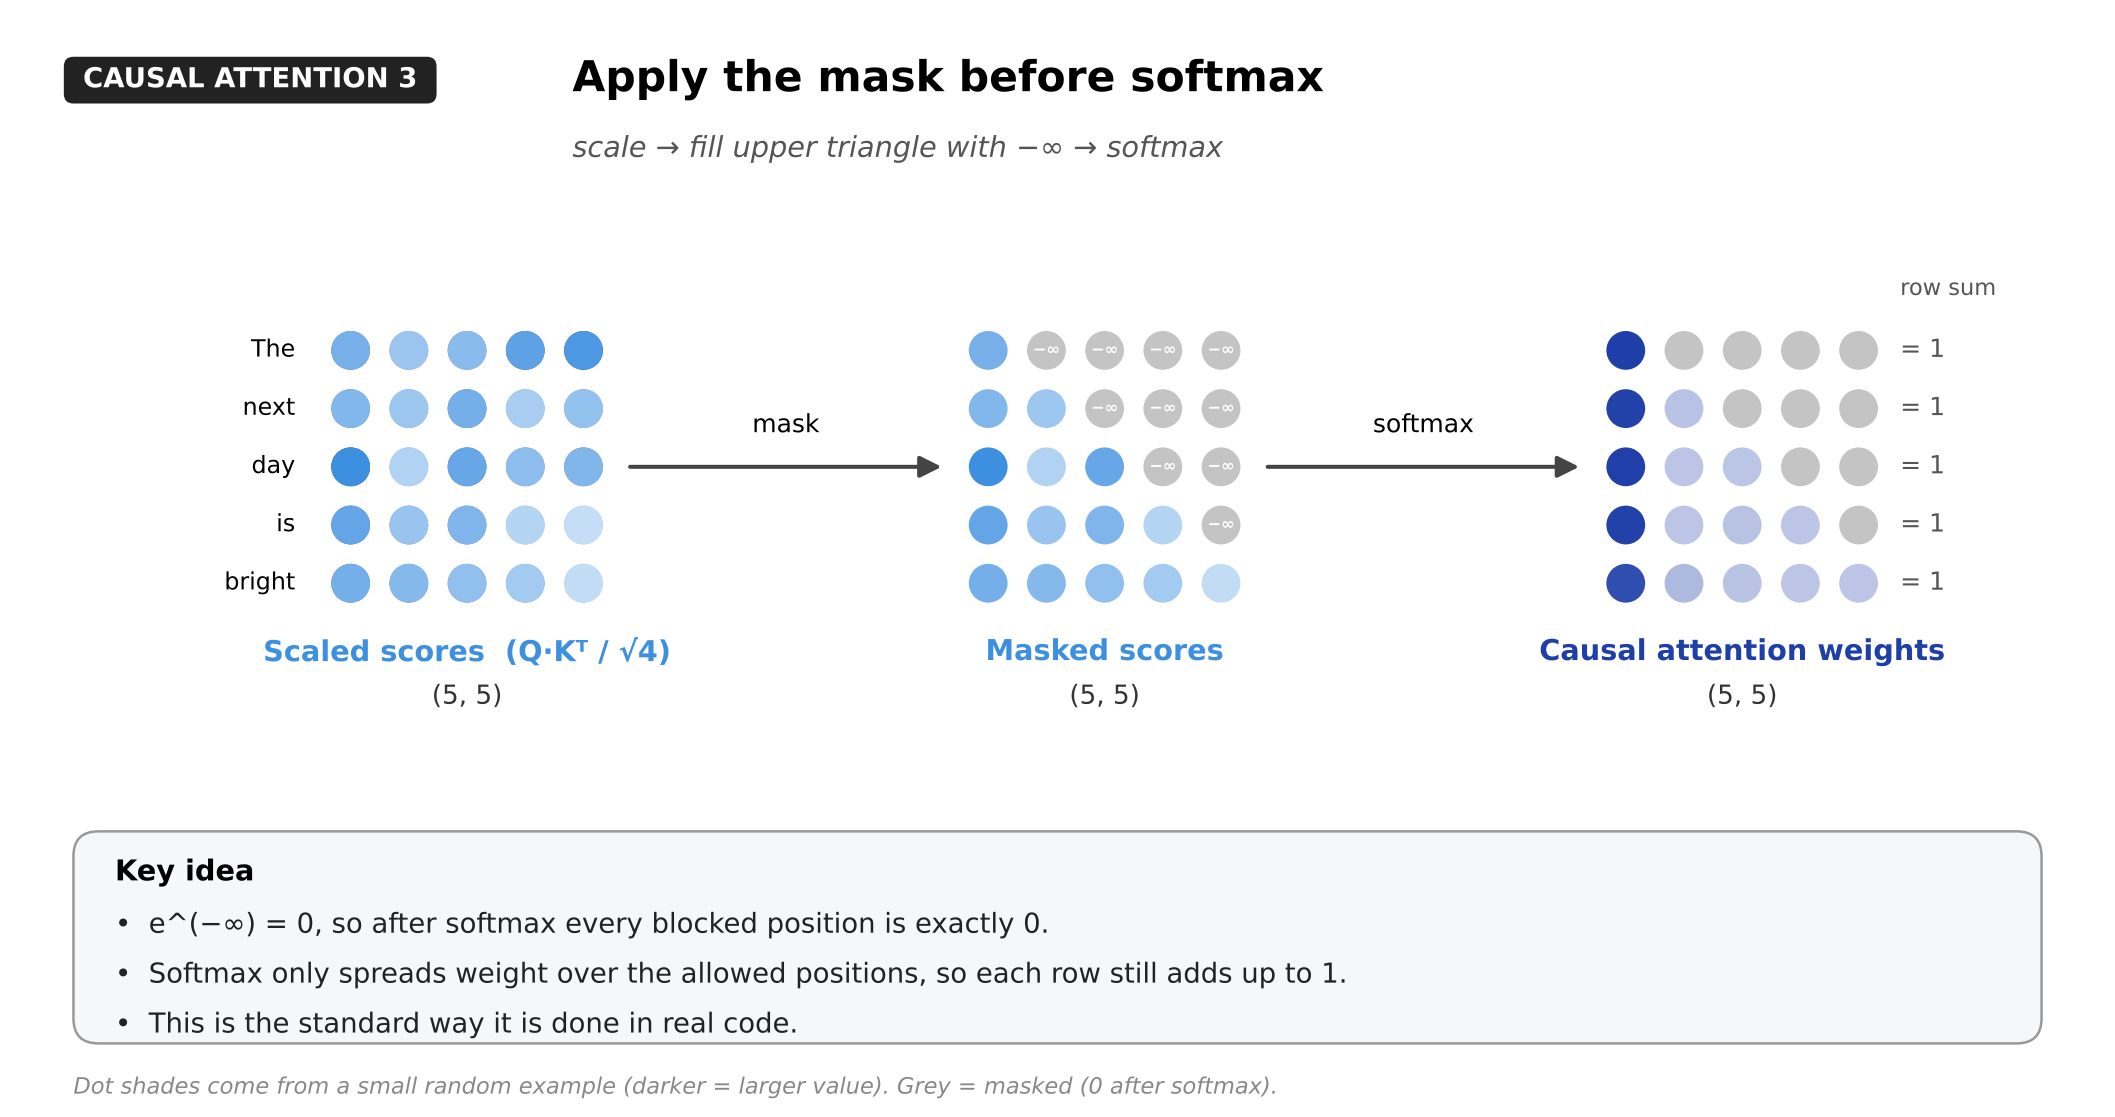 CAUSAL ATTENTION 3
Apply the mask before softmax
scale → fill upper triangle with −∞ → softmax
row sum
The −∞ −∞ −∞ −∞ = 1
next −∞ −∞ −∞ = 1
mask softmax
day −∞ −∞ = 1
is −∞ = 1
bright = 1
Scaled scores (Q·Kᵀ / √4) Masked scores Causal attention weights
(5, 5) (5, 5) (5, 5)
Key idea
• e^(−∞) = 0, so after softmax every blocked position is exactly 0.
• Softmax only spreads weight over the allowed positions, so each row still adds up to 1.
• This is the standard way it is done in real code.
Dot shades come from a small random example (darker = larger value). Grey = masked (0 after softmax).